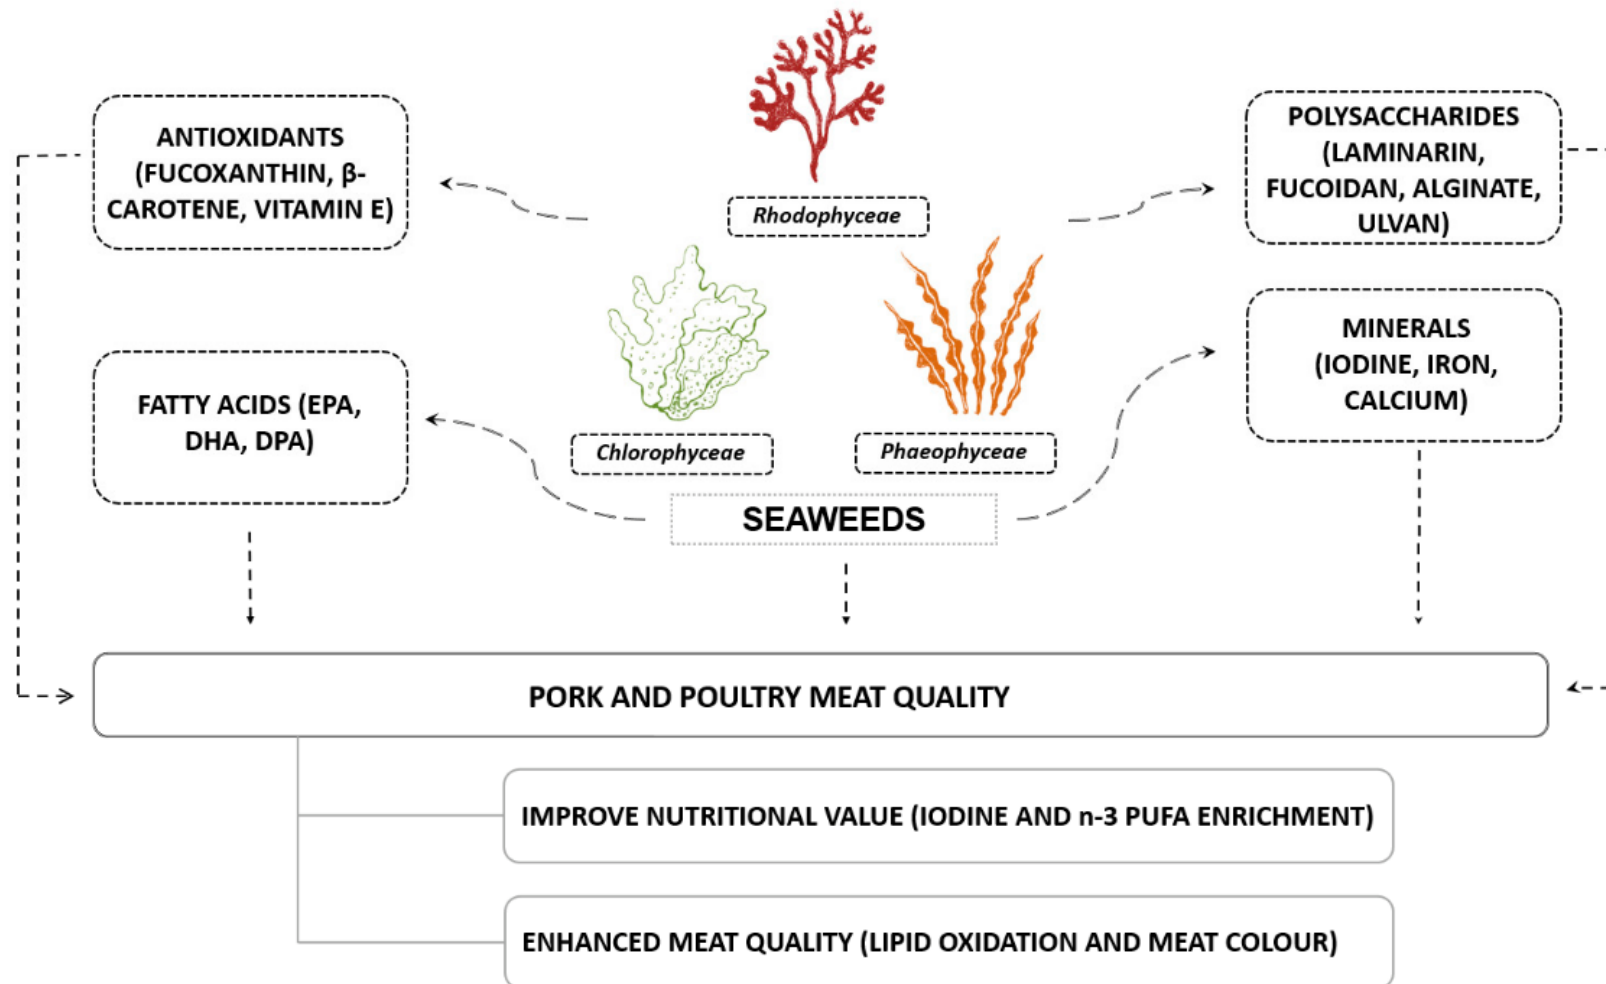 ANTIOXIDANTS
(FUCOXANTHIN, β-
CAROTENE, VITAMIN E)
POLYSACCHARIDES
(LAMINARIN,
FUCOIDAN, ALGINATE,
ULVAN)
Rhodophyceae
MINERALS
(IODINE, IRON,
CALCIUM)
FATTY ACIDS (EPA,
DHA, DPA)
Chlorophyceae
Phaeophyceae
SEAWEEDS
PORK AND POULTRY MEAT QUALITY
IMPROVE NUTRITIONAL VALUE (IODINE AND n-3 PUFA ENRICHMENT)
ENHANCED MEAT QUALITY (LIPID OXIDATION AND MEAT COLOUR)